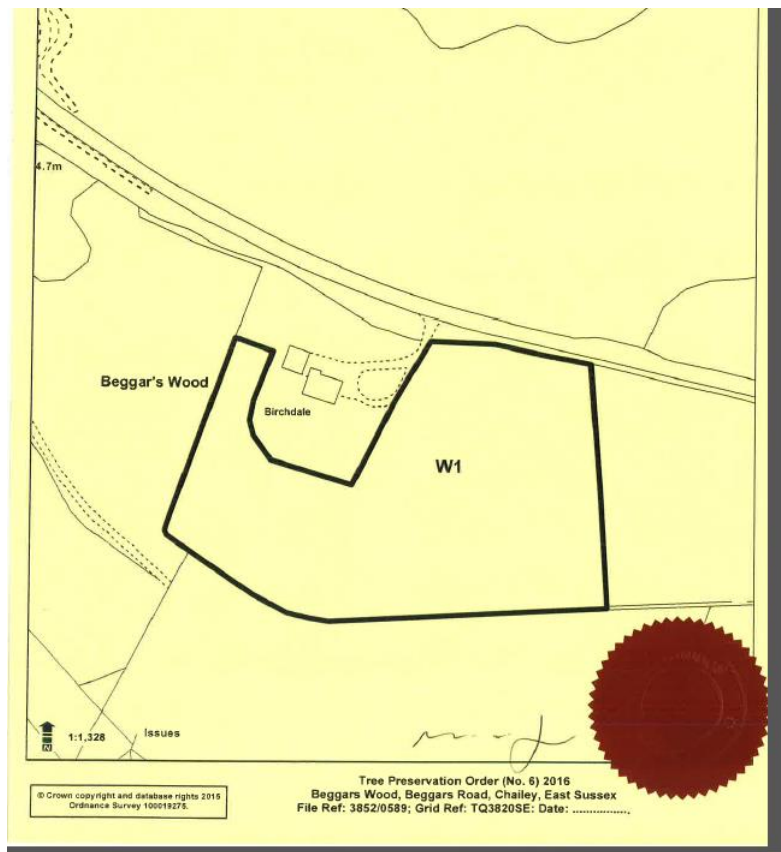 4.7m
Beggar's Wood
Birchdale
W1
N
1:1,328
Issues
© Crown copyright and database rights 2015
Ordnance Survey 100019275.
Tree Preservation Order (No. 6) 2016
Beggars Wood, Beggars Road, Chailey, East Sussex
File Ref: 3852/0589; Grid Ref: TQ3820SE: Date: ................